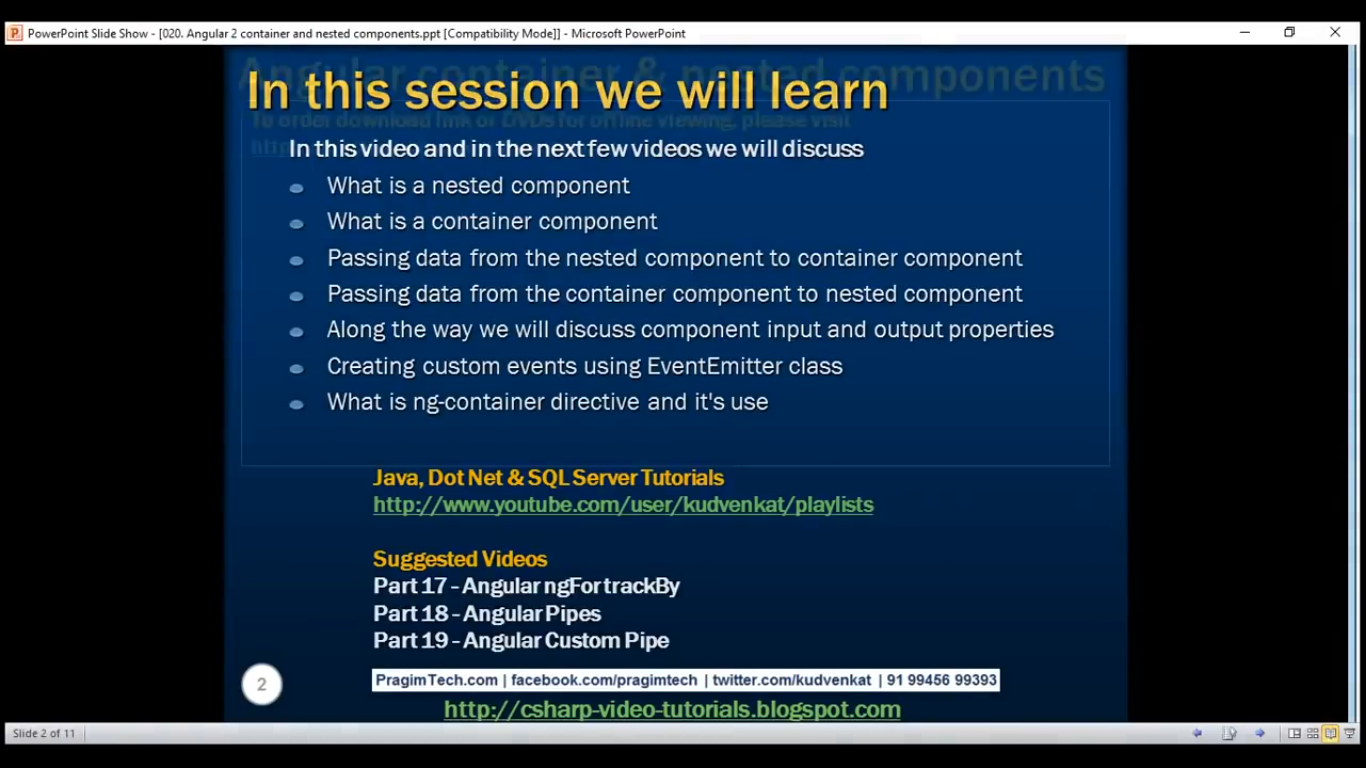 PowerPoint Slide Show - [020. Angular 2 container and nested components.ppt [Compatibility Mode]] - Microsoft PowerPoint
Angular container & nested components
In this session we will learn
To order download link or DVDs for offline viewing, please visit
http
In this video and in the next few videos we will discuss
What is a nested component
What is a container component
Passing data from the nested component to container component
Passing data from the container component to nested component
Along the way we will discuss component input and output properties
Creating custom events using EventEmitter class
What is ng-container directive and it's use
Java, Dot Net & SQL Server Tutorials
http://www.youtube.com/user/kudvenkat/playlists
Suggested Videos
Part 17 - Angular ngFor trackBy
Part 18 - Angular Pipes
Part 19 - Angular Custom Pipe
2
PragimTech.com | facebook.com/pragimtech | twitter.com/kudvenkat | 91 99456 99393
http://csharp-video-tutorials.blogspot.com
Slide 2 of 11